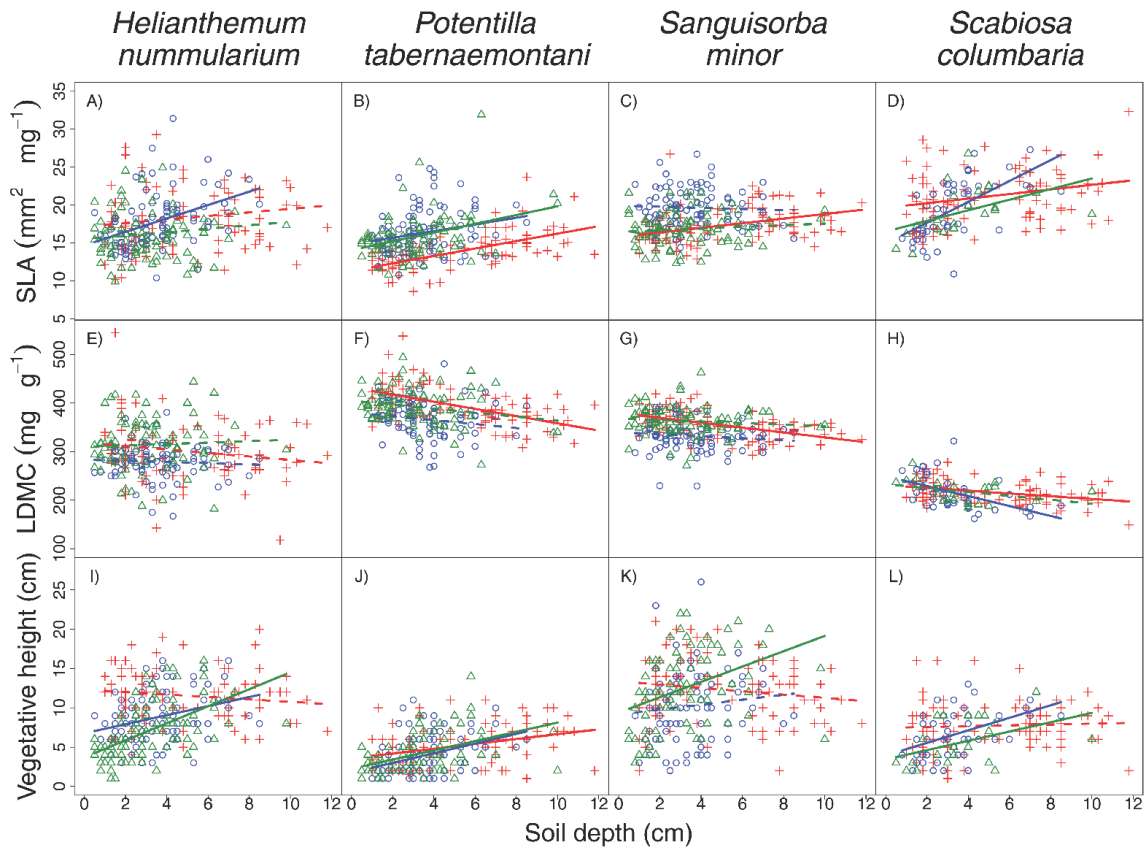 Helianthemum nummularium
Potentilla tabernaemontani
Sanguisorba minor
Scabiosa columbaria
SLA (mm² mg⁻¹)
35
30
25
20
15
10
5
A)
B)
C)
D)
LDMC (mg g⁻¹)
500
400
300
200
100
E)
F)
G)
H)
Vegetative height (cm)
25
20
15
10
5
0
I)
J)
K)
L)
0 2 4 6 8 10 12
0 2 4 6 8 10 12
0 2 4 6 8 10 12
0 2 4 6 8 10 12
Soil depth (cm)